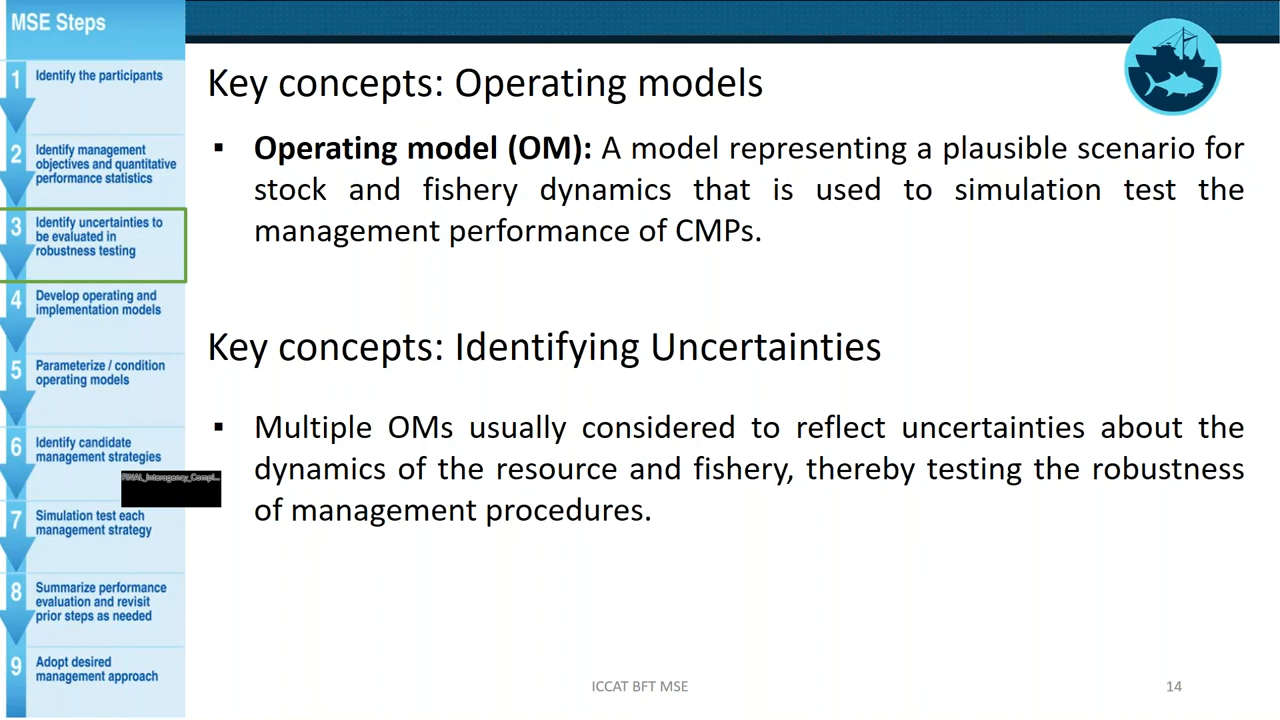 MSE Steps
1
Identify the participants
2
Identify management
objectives and quantitative
performance statistics
3
Identify uncertainties to
be evaluated in
robustness testing
4
Develop operating and
implementation models
5
Parameterize / condition
operating models
6
Identify candidate
management strategies
7
Simulation test each
management strategy
8
Summarize performance
evaluation and revisit
prior steps as needed
9
Adopt desired
management approach
Key concepts: Operating models
▪ Operating model (OM): A model representing a plausible scenario for
stock and fishery dynamics that is used to simulation test the
management performance of CMPs.
Key concepts: Identifying Uncertainties
▪ Multiple OMs usually considered to reflect uncertainties about the
dynamics of the resource and fishery, thereby testing the robustness
of management procedures.
FINAL_Interagency_Compl...
ICCAT BFT MSE
14